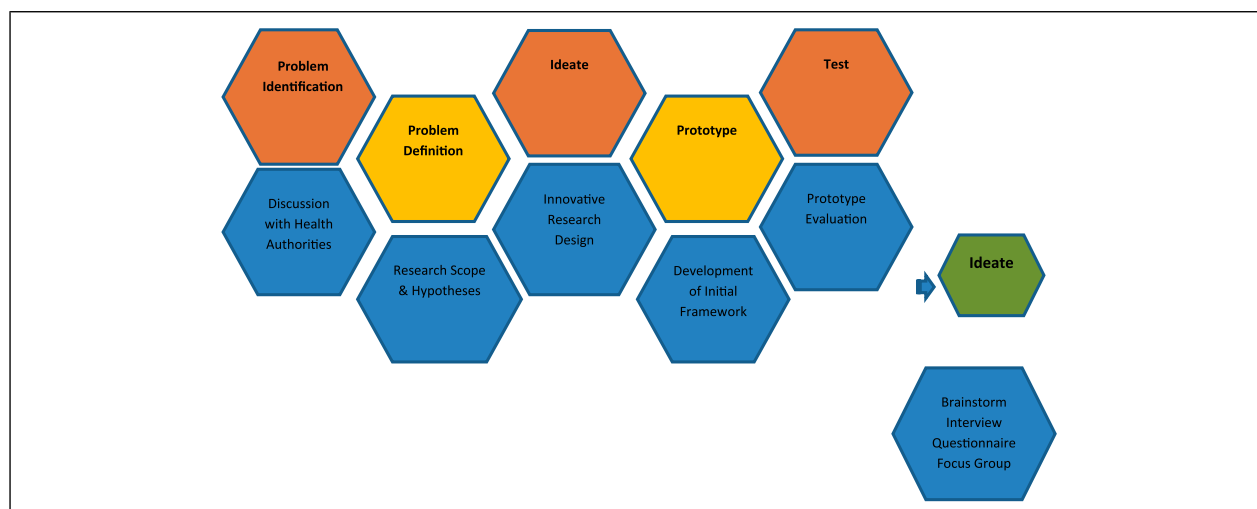 Problem
Identification
Ideate
Test
Problem
Definition
Prototype
Discussion
with Health
Authorities
Innovative
Research
Design
Prototype
Evaluation
Research Scope
& Hypotheses
Development
of Initial
Framework
Ideate
Brainstorm
Interview
Questionnaire
Focus Group